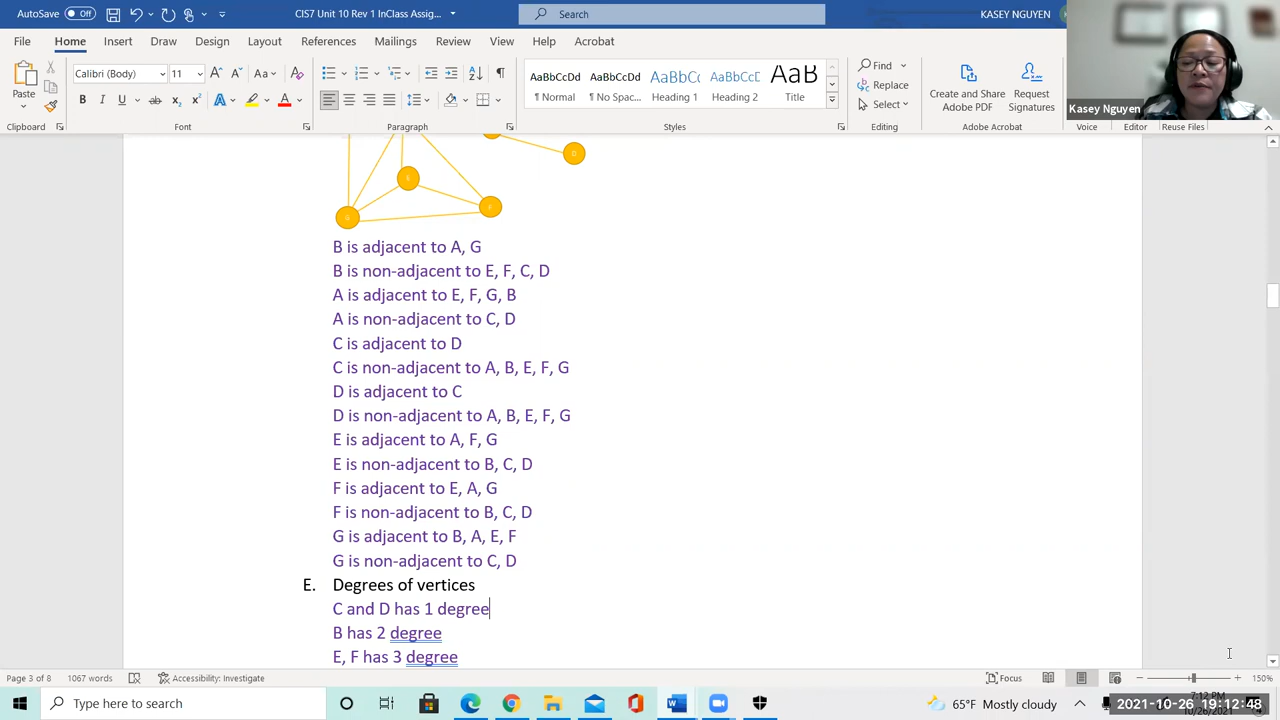 AutoSave Off CIS7 Search KASEY NGUYEN
File Home Insert Draw Design Layout References Mailings Review View Help Acrobat
Calibri (Body) 11 Aa
AaBbCcDd AaBbCcDd AaBbCc AaBbCcD AaB
Normal No Spac... Heading 1 Heading 2 Title
Paste
Find
Replace
Select
Create and Share Adobe PDF
Request Signatures
Kasey Nguyen
Clipboard Font Paragraph Styles Editing Adobe Acrobat Voice Editor Reuse Files
B is adjacent to A, G
B is non-adjacent to E, F, C, D
A is adjacent to E, F, G, B
A is non-adjacent to C, D
C is adjacent to D
C is non-adjacent to A, B, E, F, G
D is adjacent to C
D is non-adjacent to A, B, E, F, G
E is adjacent to A, F, G
E is non-adjacent to B, C, D
F is adjacent to E, A, G
F is non-adjacent to B, C, D
G is adjacent to B, A, E, F
G is non-adjacent to C, D
E. Degrees of vertices
C and D has 1 degree
B has 2 degree
E, F has 3 degree
Page 3 of 8 1067 words Accessibility: Investigate Focus 150%
Type here to search 65°F Mostly cloudy
7:12 PM
10/26/2021
2021-10-26 19:12:48